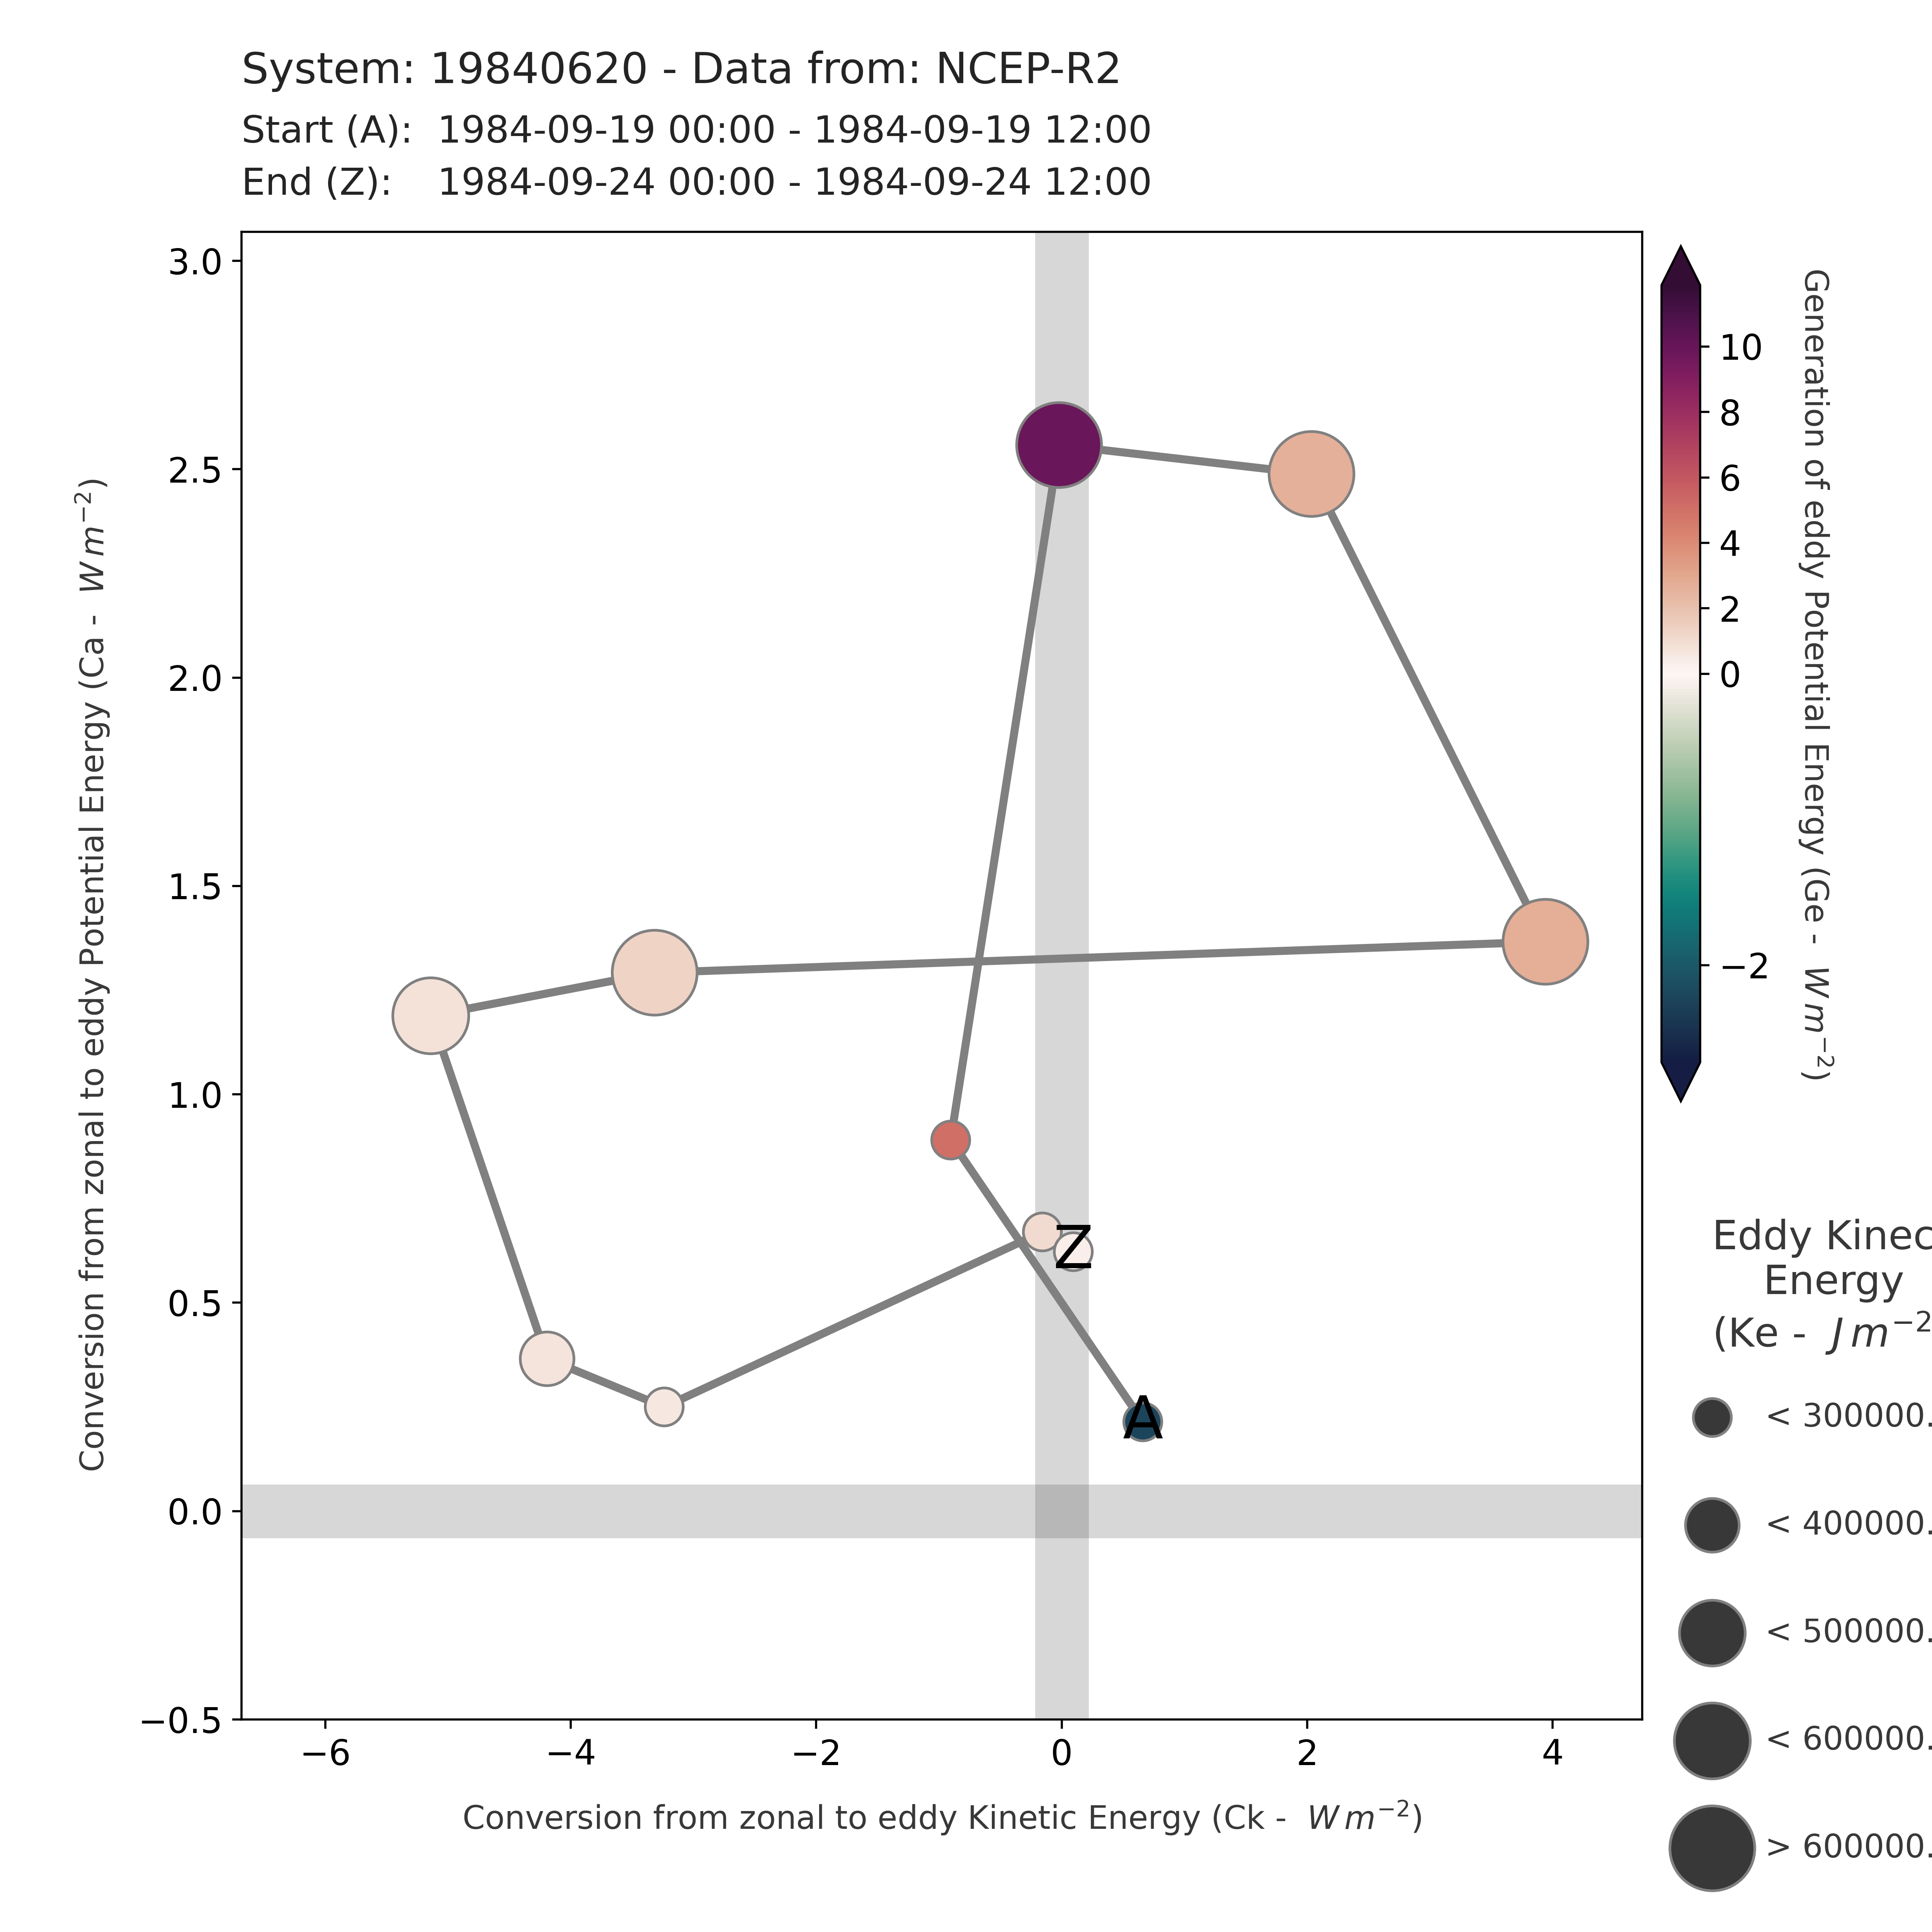 System: 19840620 - Data from: NCEP-R2
Start (A): 1984-09-19 00:00 - 1984-09-19 12:00
End (Z): 1984-09-24 00:00 - 1984-09-24 12:00
3.0
2.5
2.0
1.5
1.0
0.5
0.0
−0.5
Conversion from zonal to eddy Potential Energy (Ca - W m⁻²)
Z
A
−6
−4
−2
0
2
4
Conversion from zonal to eddy Kinetic Energy (Ck - W m⁻²)
10
8
6
4
2
0
−2
Generation of eddy Potential Energy (Ge - W m⁻²)
Eddy Kinec
Energy
(Ke - J m⁻²
< 300000.
< 400000.
< 500000.
< 600000.
> 600000.